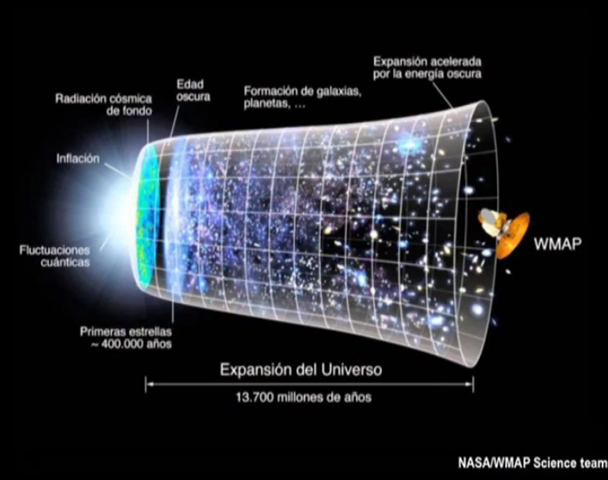 Expansión acelerada
por la energía oscura
Edad
oscura
Formación de galaxias,
planetas, ...
Radiación cósmica
de fondo
Inflación
Fluctuaciones
cuánticas
WMAP
Primeras estrellas
~ 400.000 años
Expansión del Universo
13.700 millones de años
NASA/WMAP Science team